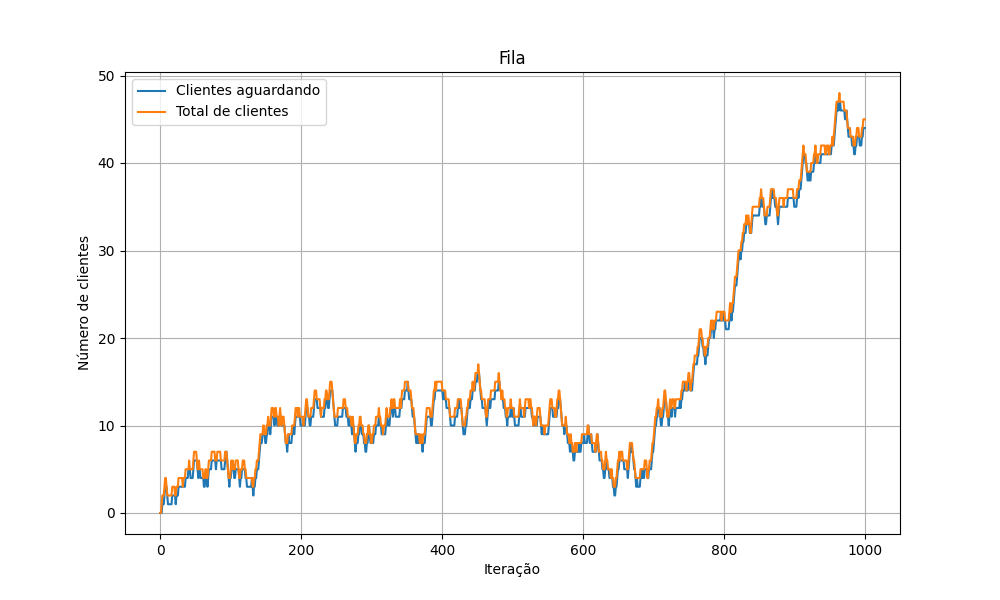 Fila
Clientes aguardando
Total de clientes
Número de clientes
50
40
30
20
10
0
0 200 400 600 800 1000
Iteração